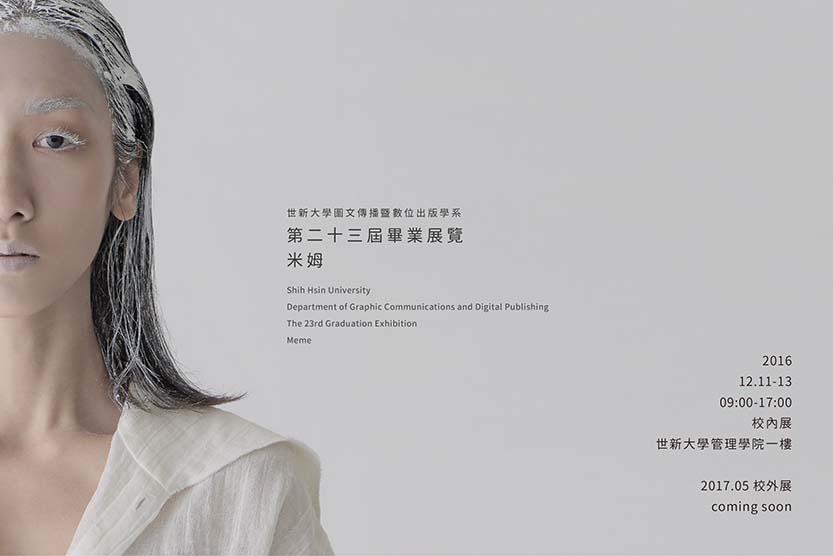 世新大學圖文傳播暨數位出版學系
第二十三屆畢業展覽
米姆
Shih Hsin University
Department of Graphic Communications and Digital Publishing
The 23rd Graduation Exhibition
Meme
2016
12.11-13
09:00-17:00
校內展
世新大學管理學院一樓
2017.05 校外展
coming soon